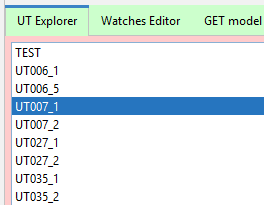 UT Explorer Watches Editor GET model
TEST
UT006_1
UT006_5
UT007_1
UT007_2
UT027_1
UT027_2
UT035_1
UT035_2